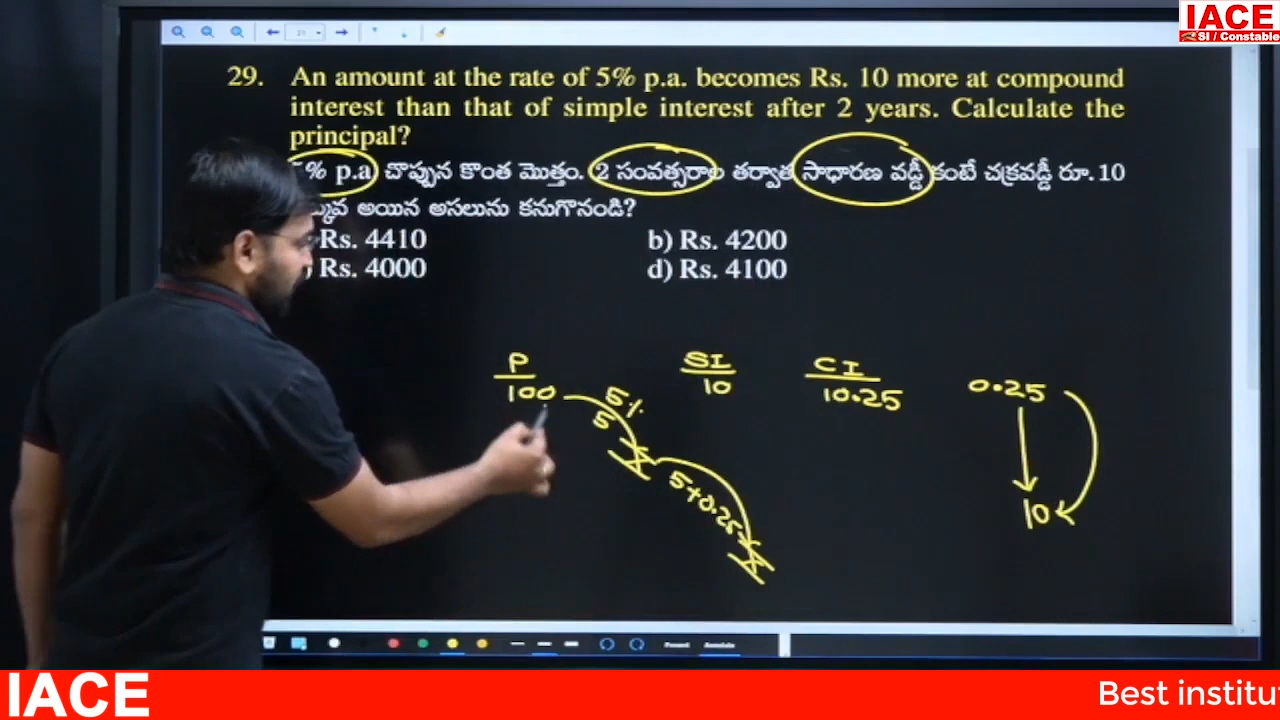 IACE
SI / Constable
29. An amount at the rate of 5% p.a. becomes Rs. 10 more at compound
interest than that of simple interest after 2 years. Calculate the
principal?
% p.a. చొప్పున కొంత మొత్తం. 2 సంవత్సరాల తర్వాత సాధారణ వడ్డీ కంటే చక్రవడ్డీ రూ. 10
అయిన అసలును కనుగొనండి?
Rs. 4410 b) Rs. 4200
) Rs. 4000 d) Rs. 4100
P SI CI
100 5% 10 10.25 0.25
5
5+0.25
10
Present Annotate
IACE Best institu